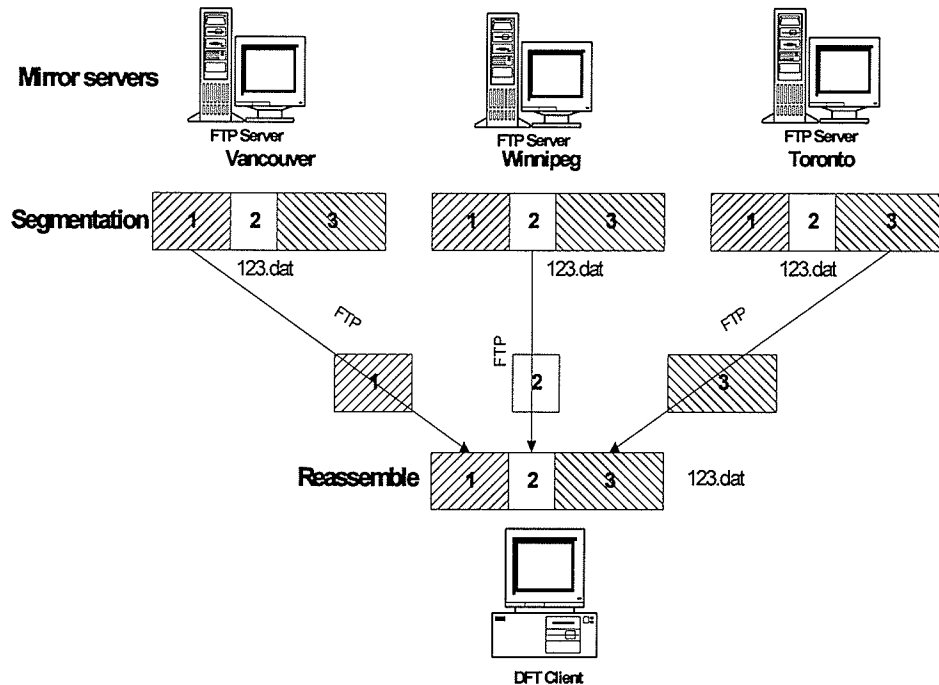 Mirror servers
FTP Server
Vancouver
FTP Server
Winnipeg
FTP Server
Toronto
Segmentation
1 2 3
1 2 3
1 2 3
123.dat
123.dat
123.dat
FTP
FTP
FTP
1
2
3
Reassemble
1 2 3
123.dat
DFT Client